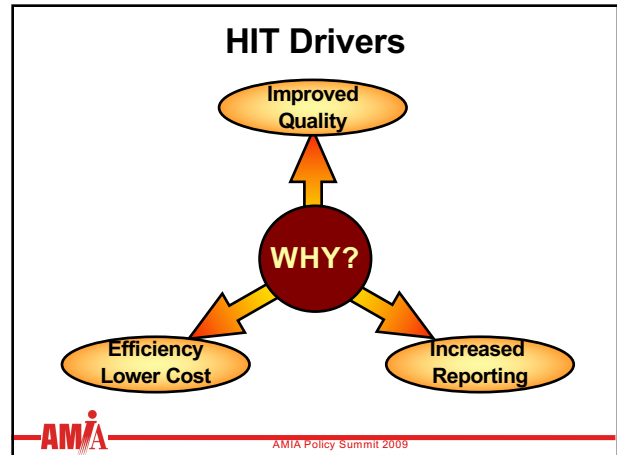 HIT Drivers
Improved
Quality
WHY?
Efficiency
Lower Cost
Increased
Reporting
AMIA
AMIA Policy Summit 2009